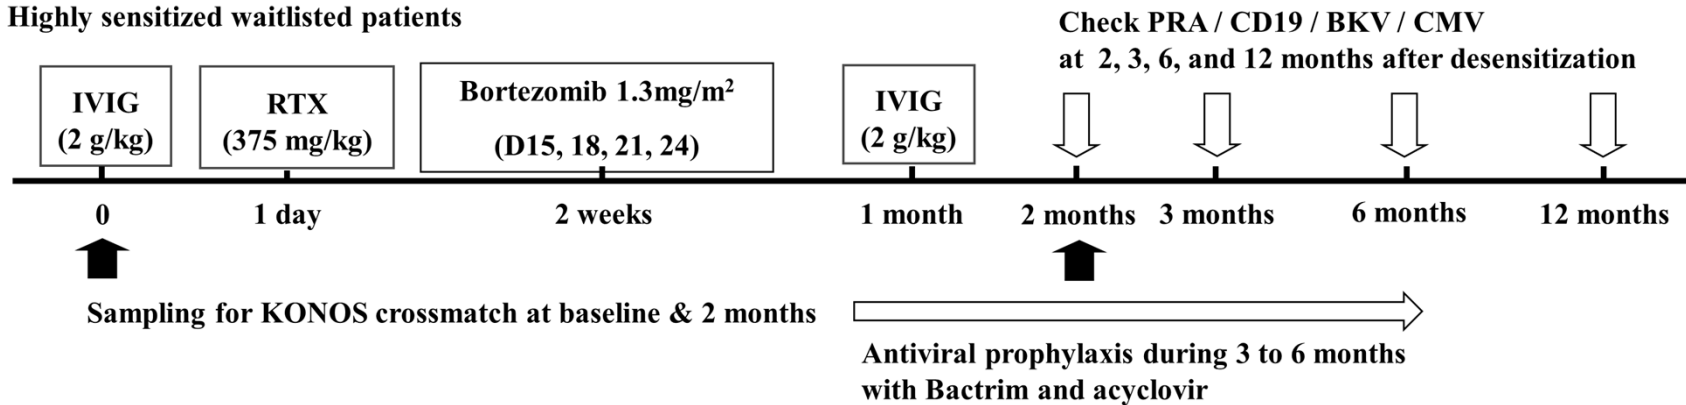 Highly sensitized waitlisted patients
Check PRA / CD19 / BKV / CMV
at 2, 3, 6, and 12 months after desensitization
IVIG
(2 g/kg)
RTX
(375 mg/kg)
Bortezomib 1.3mg/m²
(D15, 18, 21, 24)
IVIG
(2 g/kg)
0
1 day
2 weeks
1 month
2 months
3 months
6 months
12 months
Sampling for KONOS crossmatch at baseline & 2 months
Antiviral prophylaxis during 3 to 6 months
with Bactrim and acyclovir